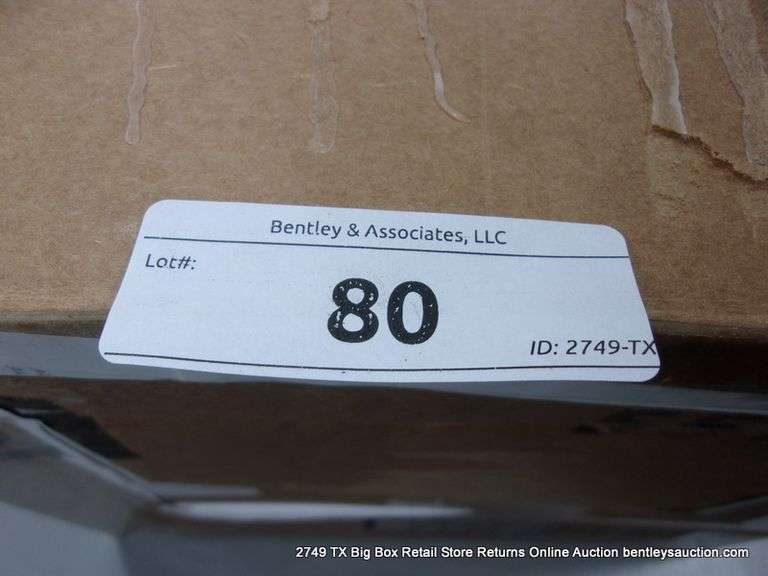 Bentley & Associates, LLC
Lot#:
80
ID: 2749-TX
2749 TX Big Box Retail Store Returns Online Auction bentleysauction.com